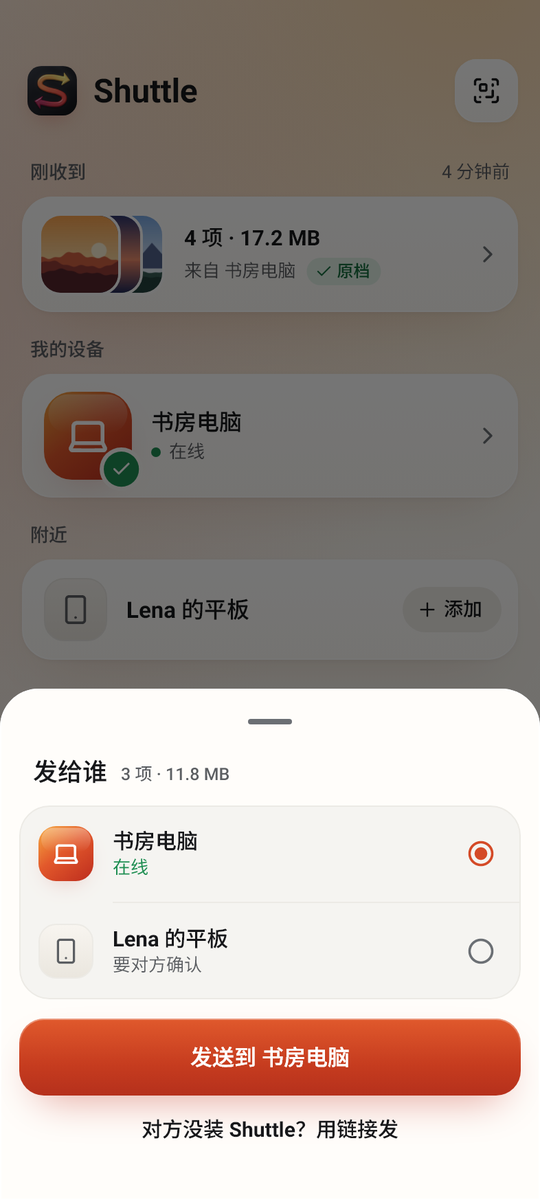 Shuttle
刚收到
4 分钟前
4 项 · 17.2 MB
来自 书房电脑
原档
我的设备
书房电脑
在线
附近
Lena 的平板
添加
发给谁
3 项 · 11.8 MB
书房电脑
在线
Lena 的平板
要对方确认
发送到 书房电脑
对方没装 Shuttle？用链接发